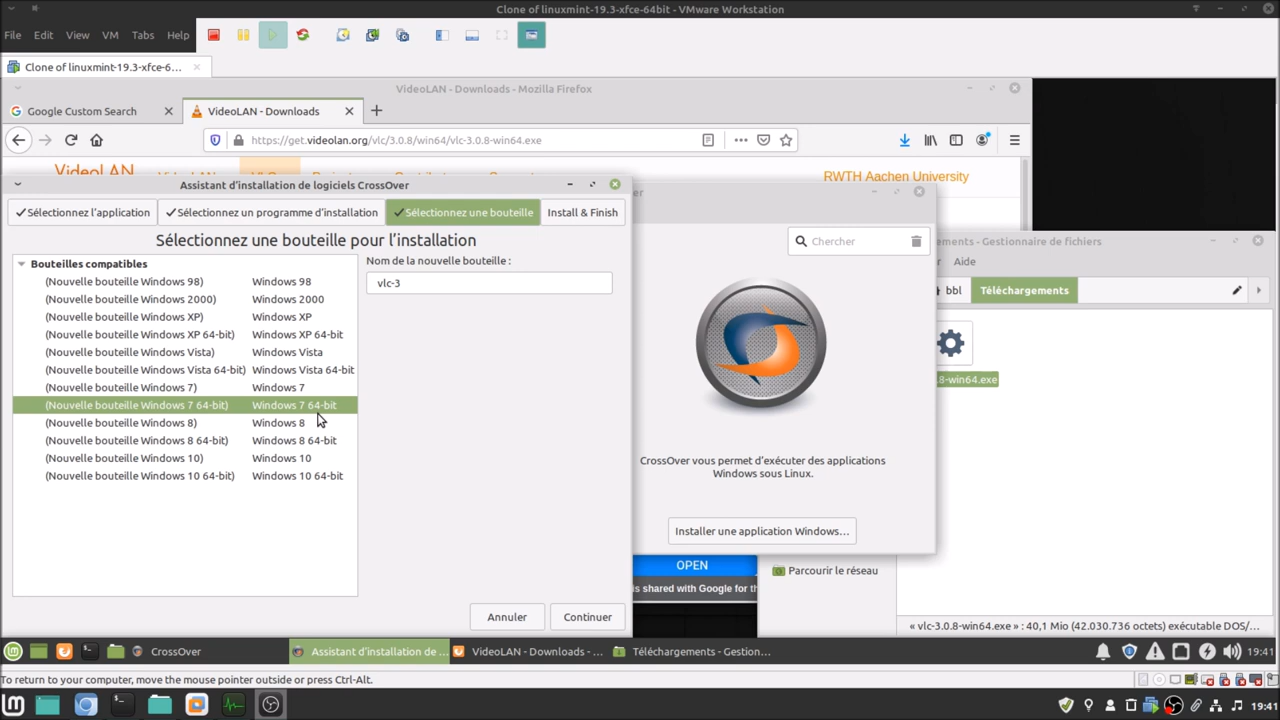 Clone of linuxmint-19.3-xfce-64bit - VMware Workstation
File Edit View VM Tabs Help
Clone of linuxmint-19.3-xfce-6...
VideoLAN - Downloads - Mozilla Firefox
Google Custom Search
VideoLAN - Downloads
https://get.videolan.org/vlc/3.0.8/win64/vlc-3.0.8-win64.exe
VideoLAN
RWTH Aachen University
Assistant d'installation de logiciels CrossOver
Sélectionnez l'application
Sélectionnez un programme d'installation
Sélectionnez une bouteille
Install & Finish
Sélectionnez une bouteille pour l'installation
Bouteilles compatibles
(Nouvelle bouteille Windows 98) Windows 98
(Nouvelle bouteille Windows 2000) Windows 2000
(Nouvelle bouteille Windows XP) Windows XP
(Nouvelle bouteille Windows XP 64-bit) Windows XP 64-bit
(Nouvelle bouteille Windows Vista) Windows Vista
(Nouvelle bouteille Windows Vista 64-bit) Windows Vista 64-bit
(Nouvelle bouteille Windows 7) Windows 7
(Nouvelle bouteille Windows 7 64-bit) Windows 7 64-bit
(Nouvelle bouteille Windows 8) Windows 8
(Nouvelle bouteille Windows 8 64-bit) Windows 8 64-bit
(Nouvelle bouteille Windows 10) Windows 10
(Nouvelle bouteille Windows 10 64-bit) Windows 10 64-bit
Nom de la nouvelle bouteille :
vlc-3
Annuler
Continuer
er
Chercher
CrossOver vous permet d'exécuter des applications
Windows sous Linux.
Installer une application Windows...
OPEN
is shared with Google for th
ements - Gestionnaire de fichiers
Aide
bbl
Téléchargements
.8-win64.exe
Parcourir le réseau
« vlc-3.0.8-win64.exe » : 40,1 Mio (42.030.736 octets) exécutable DOS/...
CrossOver
Assistant d'installation de ...
VideoLAN - Downloads - ...
Téléchargements - Gestion...
19:41
To return to your computer, move the mouse pointer outside or press Ctrl-Alt.
19:41